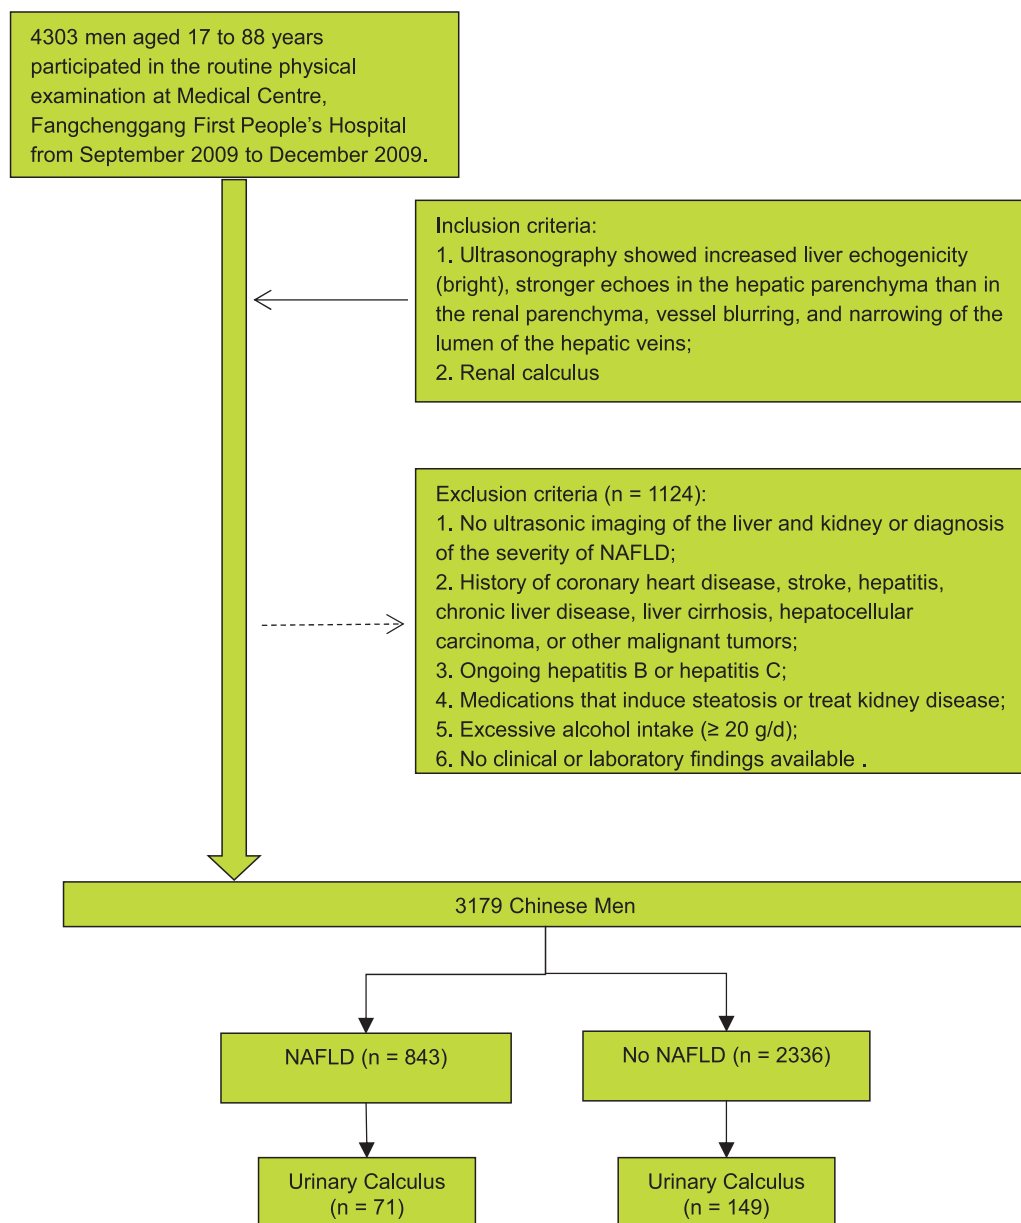 4303 men aged 17 to 88 years
participated in the routine physical
examination at Medical Centre,
Fangchenggang First People's Hospital
from September 2009 to December 2009.
Inclusion criteria:
1. Ultrasonography showed increased liver echogenicity
(bright), stronger echoes in the hepatic parenchyma than in
the renal parenchyma, vessel blurring, and narrowing of the
lumen of the hepatic veins;
2. Renal calculus
Exclusion criteria (n = 1124):
1. No ultrasonic imaging of the liver and kidney or diagnosis
of the severity of NAFLD;
2. History of coronary heart disease, stroke, hepatitis,
chronic liver disease, liver cirrhosis, hepatocellular
carcinoma, or other malignant tumors;
3. Ongoing hepatitis B or hepatitis C;
4. Medications that induce steatosis or treat kidney disease;
5. Excessive alcohol intake (≥ 20 g/d);
6. No clinical or laboratory findings available .
3179 Chinese Men
NAFLD (n = 843)
No NAFLD (n = 2336)
Urinary Calculus
(n = 71)
Urinary Calculus
(n = 149)